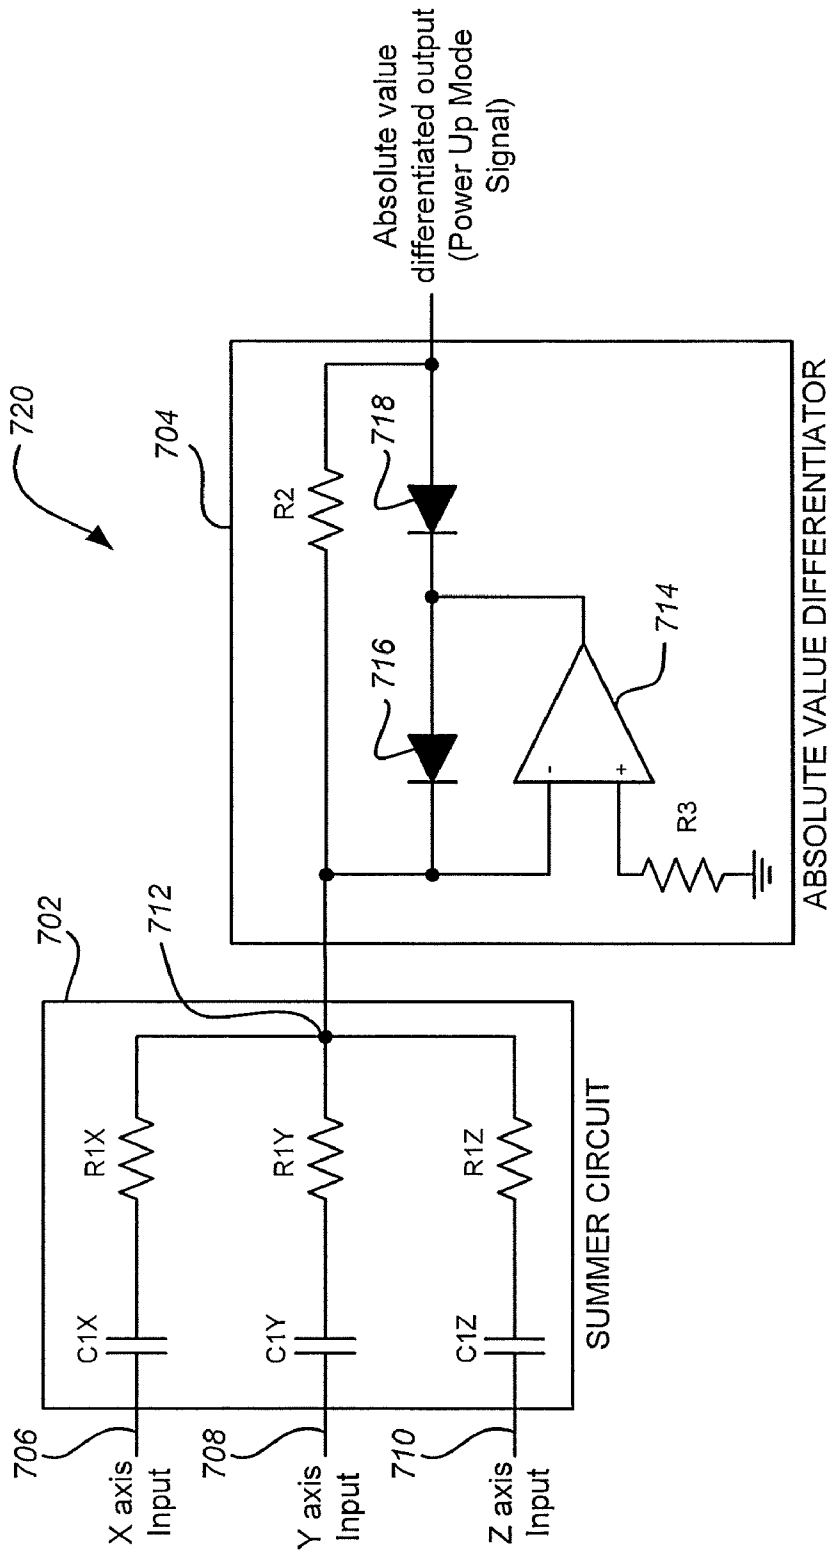 720
702
706
X axis
Input
C1X
R1X
708
Y axis
Input
C1Y
R1Y
710
Z axis
Input
C1Z
R1Z
712
SUMMER CIRCUIT
704
R2
716
718
-
+
714
R3
ABSOLUTE VALUE DIFFERENTIATOR
Absolute value
differentiated output
(Power Up Mode
Signal)